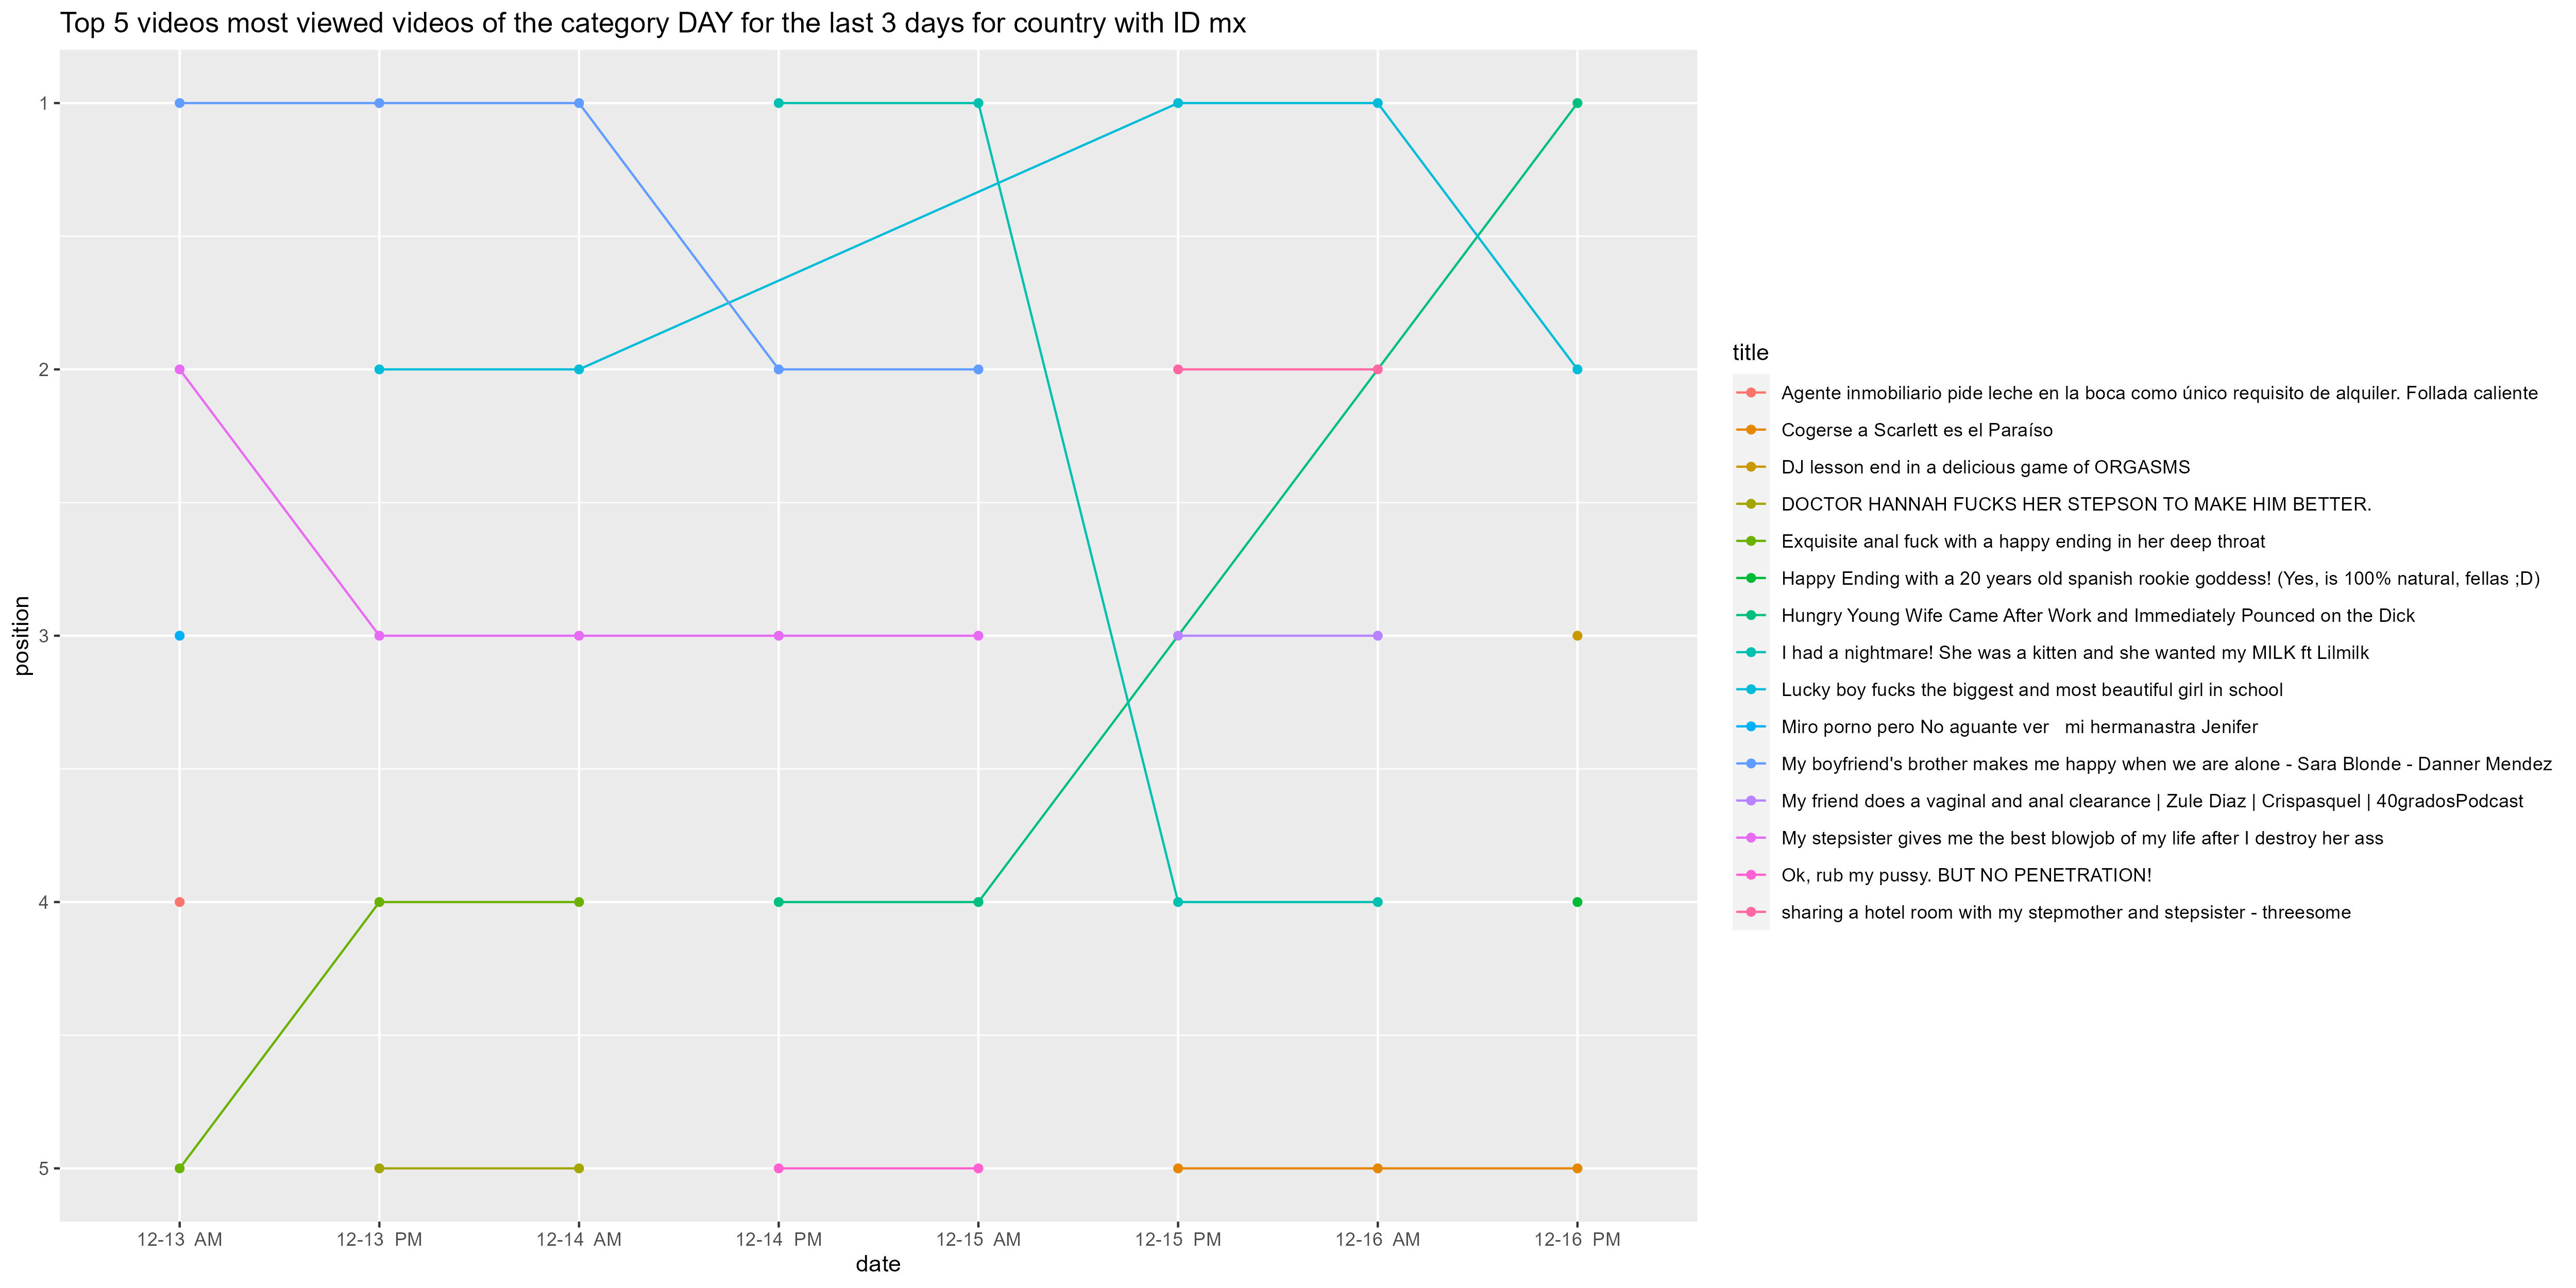 Top 5 videos most viewed videos of the category DAY for the last 3 days for country with ID mx
position
1
2
3
4
5
12-13 AM
12-13 PM
12-14 AM
12-14 PM
12-15 AM
12-15 PM
12-16 AM
12-16 PM
date
title
Agente inmobiliario pide leche en la boca como único requisito de alquiler. Follada caliente
Cogerse a Scarlett es el Paraíso
DJ lesson end in a delicious game of ORGASMS
DOCTOR HANNAH FUCKS HER STEPSON TO MAKE HIM BETTER.
Exquisite anal fuck with a happy ending in her deep throat
Happy Ending with a 20 years old spanish rookie goddess! (Yes, is 100% natural, fellas ;D)
Hungry Young Wife Came After Work and Immediately Pounced on the Dick
I had a nightmare! She was a kitten and she wanted my MILK ft Lilmilk
Lucky boy fucks the biggest and most beautiful girl in school
Miro porno pero No aguante ver   mi hermanastra Jenifer
My boyfriend's brother makes me happy when we are alone - Sara Blonde - Danner Mendez
My friend does a vaginal and anal clearance | Zule Diaz | Crispasquel | 40gradosPodcast
My stepsister gives me the best blowjob of my life after I destroy her ass
Ok, rub my pussy. BUT NO PENETRATION!
sharing a hotel room with my stepmother and stepsister - threesome